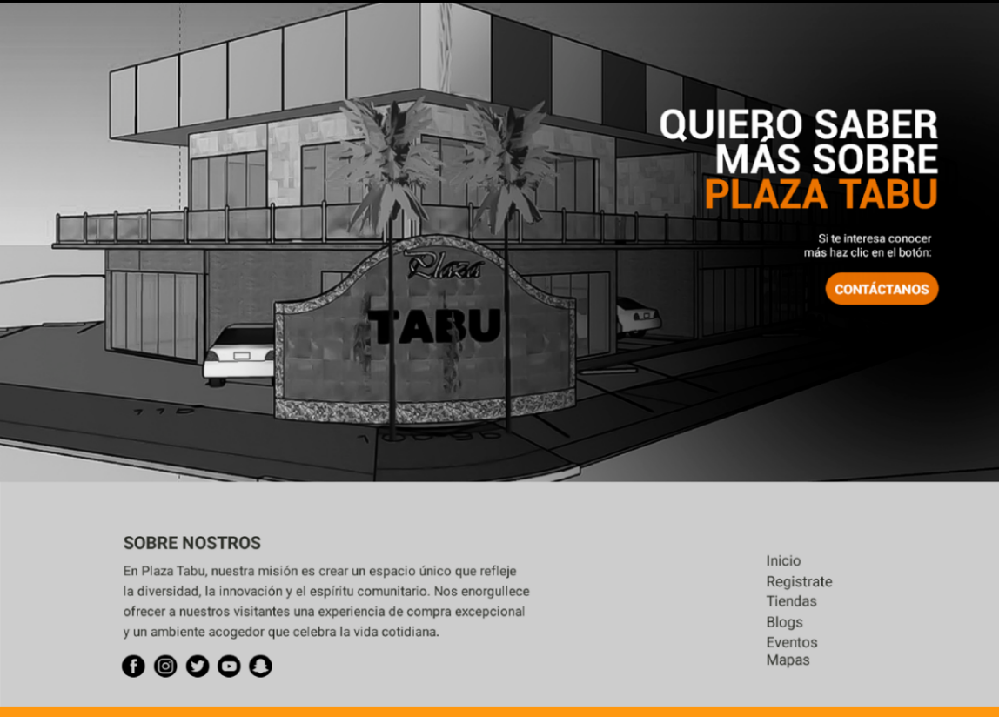 QUIERO SABER
MÁS SOBRE
PLAZA TABU
Si te interesa conocer
más haz clic en el botón:
CONTÁCTANOS
Plaza
TABU
SOBRE NOSTROS
En Plaza Tabu, nuestra misión es crear un espacio único que refleje
la diversidad, la innovación y el espíritu comunitario. Nos enorgullece
ofrecer a nuestros visitantes una experiencia de compra excepcional
y un ambiente acogedor que celebra la vida cotidiana.
Inicio
Registrate
Tiendas
Blogs
Eventos
Mapas